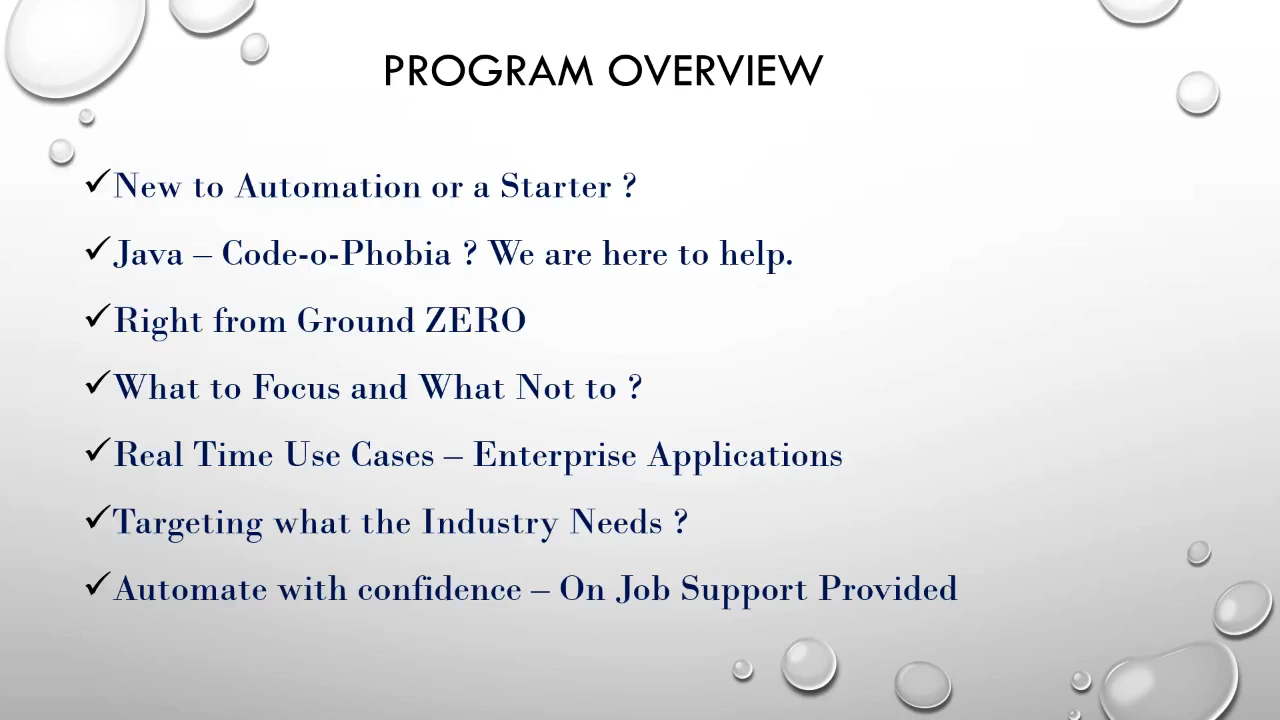 PROGRAM OVERVIEW
✓New to Automation or a Starter ?
✓Java – Code-o-Phobia ? We are here to help.
✓Right from Ground ZERO
✓What to Focus and What Not to ?
✓Real Time Use Cases – Enterprise Applications
✓Targeting what the Industry Needs ?
✓Automate with confidence – On Job Support Provided